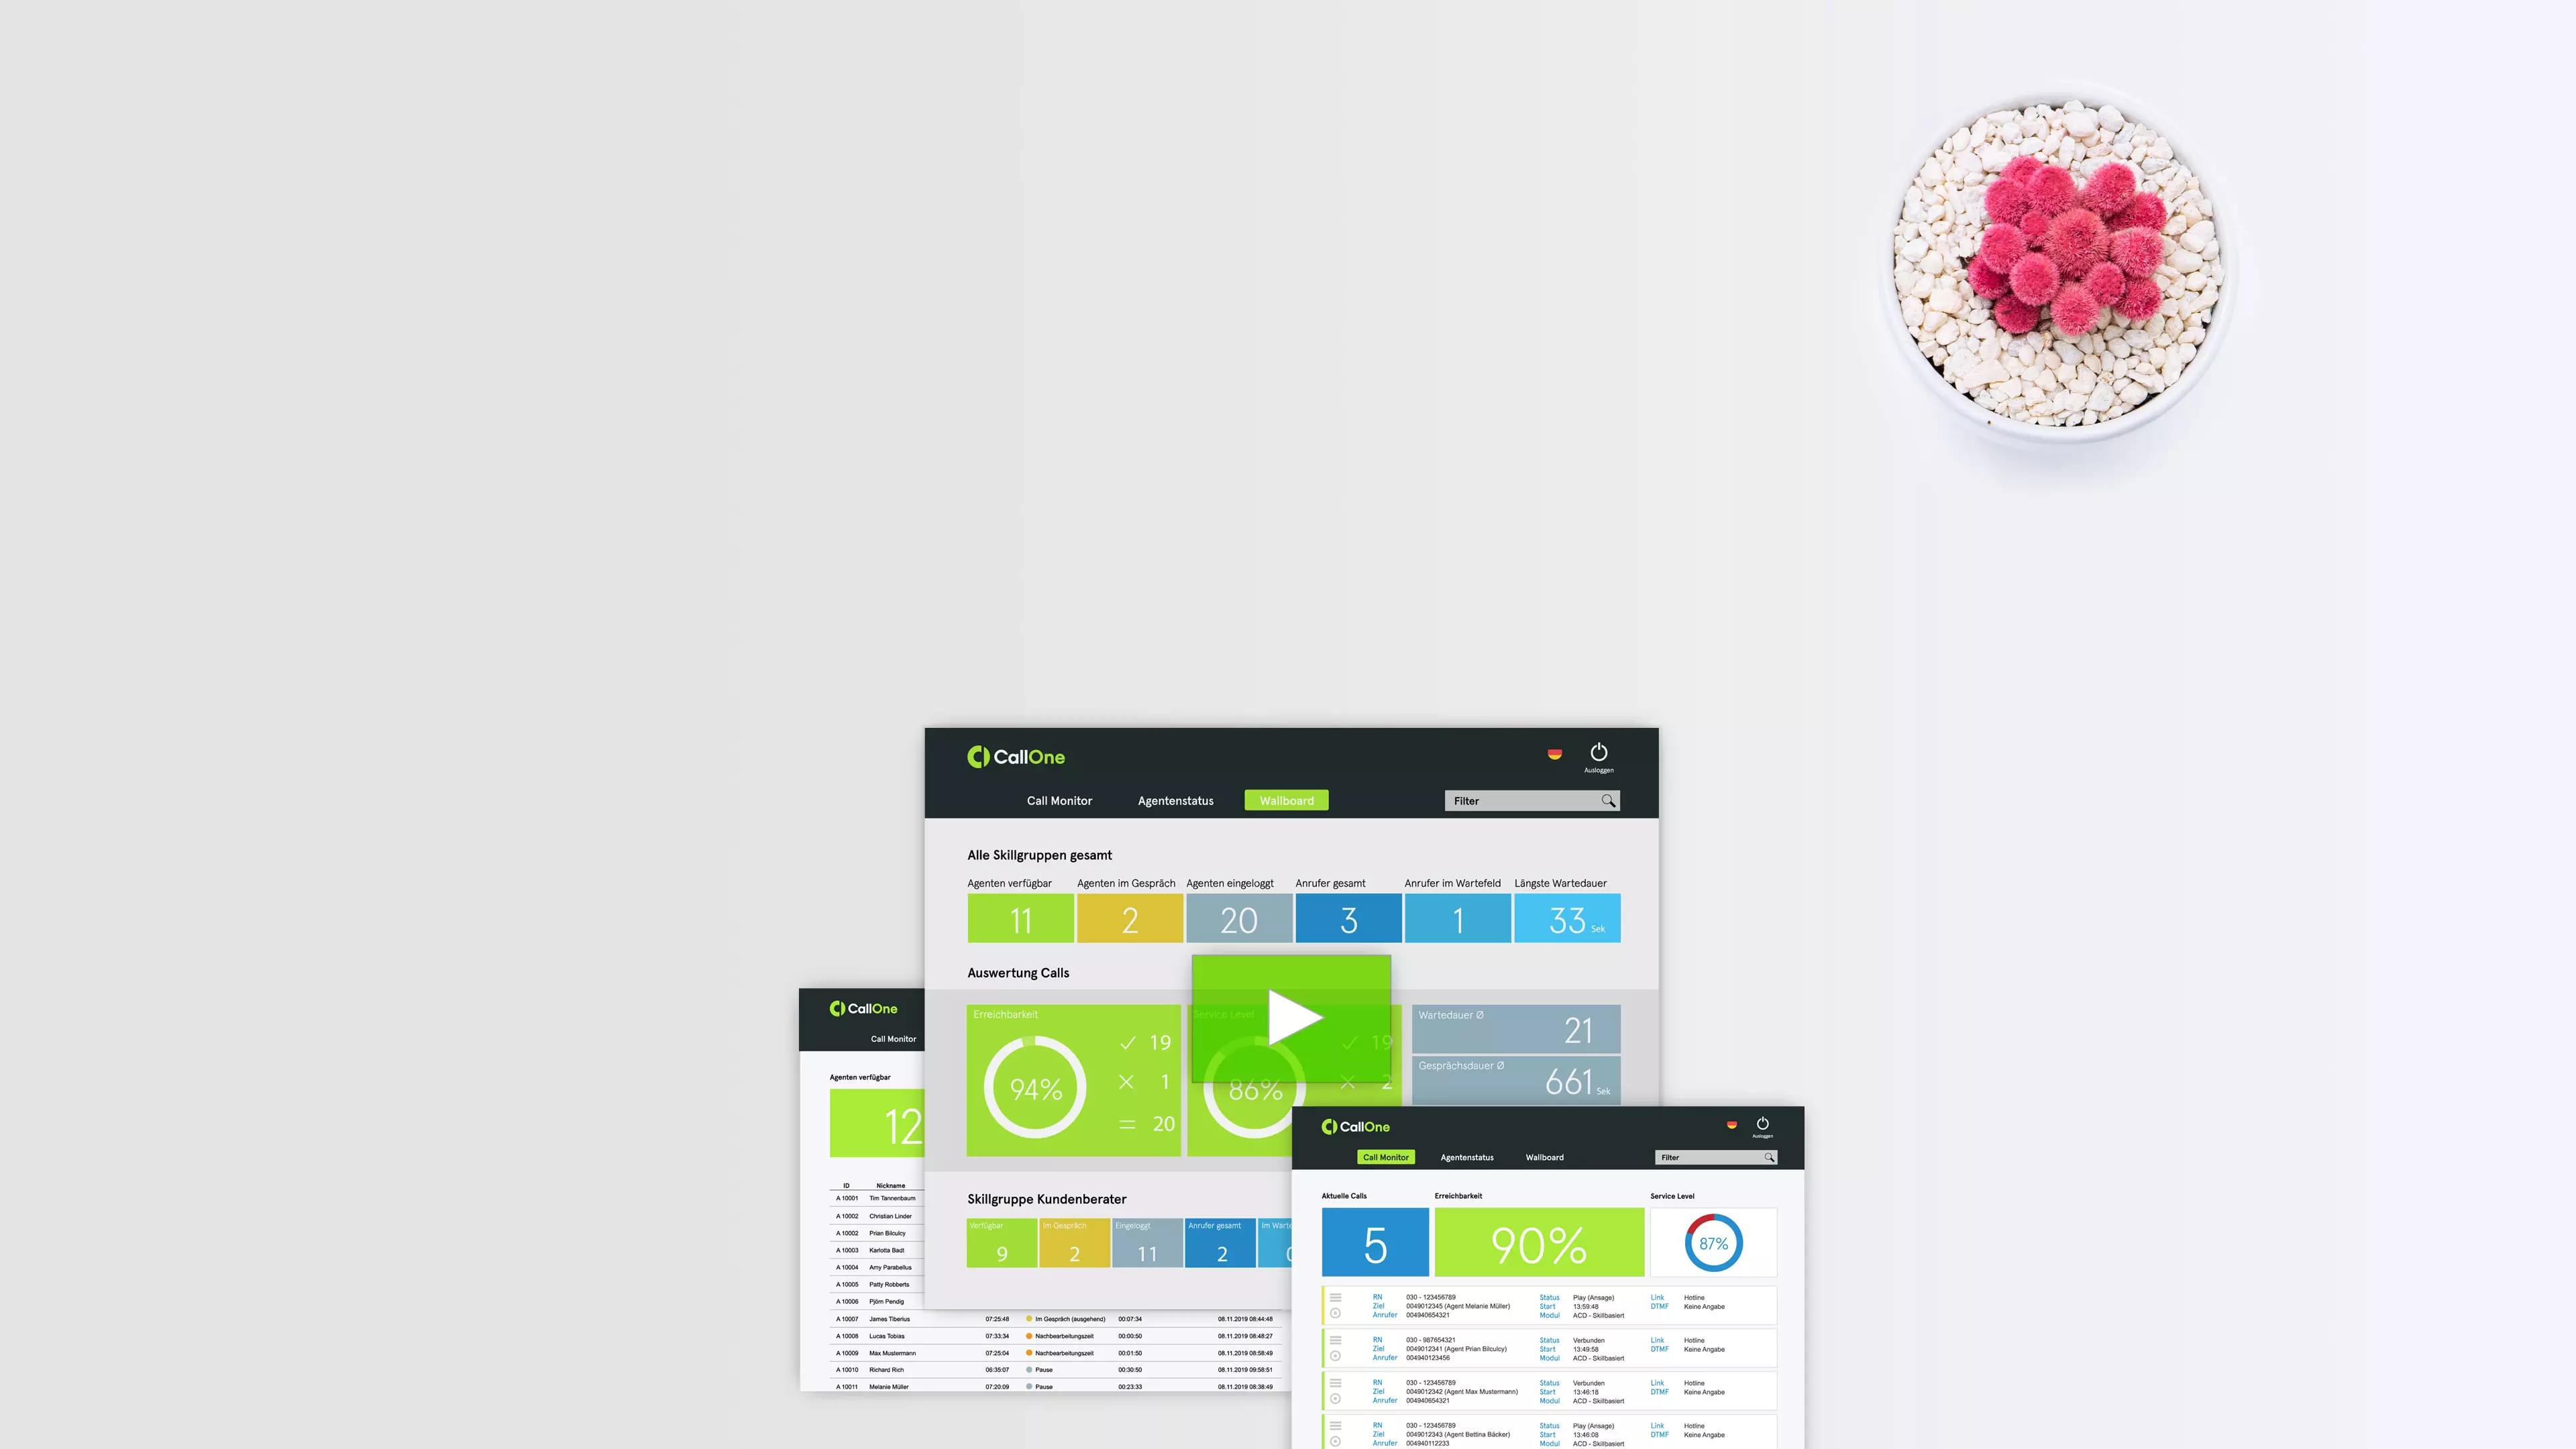 CallOne
Ausloggen
Call Monitor Agentenstatus Wallboard Filter
Alle Skillgruppen gesamt
Agenten verfügbar Agenten im Gespräch Agenten eingeloggt Anrufer gesamt Anrufer im Wartefeld Längste Wartedauer
11 2 20 3 1 33 Sek
Auswertung Calls
Erreichbarkeit Service Level Wartedauer Ø
21
19 19
Gesprächsdauer Ø
94% 1 86% 2 661 Sek
20
Skillgruppe Kundenberater
Verfügbar Im Gespräch Eingeloggt Anrufer gesamt Im Warte
9 2 11 2
CallOne
Call Monitor
Agenten verfügbar
12
ID Nickname
A 10001 Tim Tannenbaum
A 10002 Christian Linder
A 10002 Prian Bilculcy
A 10003 Karlotta Badt
A 10004 Amy Parabellus
A 10005 Patty Robberts
A 10006 Pjörn Pendig
A 10007 James Tiberius 07:25:48 Im Gespräch (ausgehend) 00:07:34 08.11.2019 08:44:48
A 10008 Lucas Tobias 07:33:34 Nachbearbeitungszeit 00:00:50 08.11.2019 08:48:27
A 10009 Max Mustermann 07:25:04 Nachbearbeitungszeit 00:01:50 08.11.2019 08:58:49
A 10010 Richard Rich 06:35:07 Pause 00:30:50 08.11.2019 09:58:51
A 10011 Melanie Müller 07:20:09 Pause 00:23:33 08.11.2019 08:38:49
CallOne
Ausloggen
Call Monitor Agentenstatus Wallboard Filter
Aktuelle Calls Erreichbarkeit Service Level
5 90% 87%
RN 030 - 123456789 Status Play (Ansage) Link Hotline
Ziel 0049012345 (Agent Melanie Müller) Start 13:59:48 DTMF Keine Angabe
Anrufer 004940654321 Modul ACD - Skillbasiert
RN 030 - 987654321 Status Verbunden Link Hotline
Ziel 0049012341 (Agent Prian Bilculcy) Start 13:49:58 DTMF Keine Angabe
Anrufer 004940123456 Modul ACD - Skillbasiert
RN 030 - 123456789 Status Verbunden Link Hotline
Ziel 0049012342 (Agent Max Mustermann) Start 13:46:18 DTMF Keine Angabe
Anrufer 004940654321 Modul ACD - Skillbasiert
RN 030 - 123456789 Status Play (Ansage) Link Hotline
Ziel 0049012343 (Agent Bettina Bäcker) Start 13:46:08 DTMF Keine Angabe
Anrufer 004940112233 Modul ACD - Skillbasiert